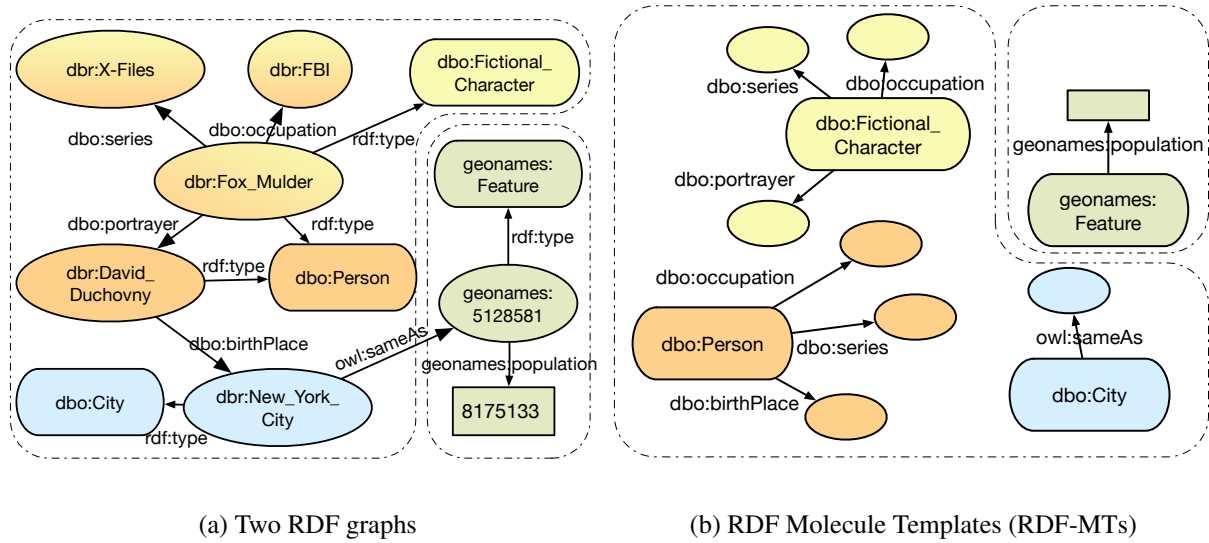 dbr:X-Files
dbr:FBI
dbo:Fictional_
Character
dbo:series
dbo:occupation
rdf:type
dbr:Fox_Mulder
geonames:
Feature
dbo:portrayer
rdf:type
rdf:type
dbr:David_
Duchovny
rdf:type
dbo:Person
geonames:
5128581
dbo:birthPlace
owl:sameAs
geonames:population
dbo:City
dbr:New_York_
City
rdf:type
8175133
(a) Two RDF graphs
dbo:series
dbo:occupation
dbo:Fictional_
Character
dbo:portrayer
geonames:population
geonames:
Feature
dbo:occupation
dbo:Person
dbo:series
dbo:birthPlace
owl:sameAs
dbo:City
(b) RDF Molecule Templates (RDF-MTs)